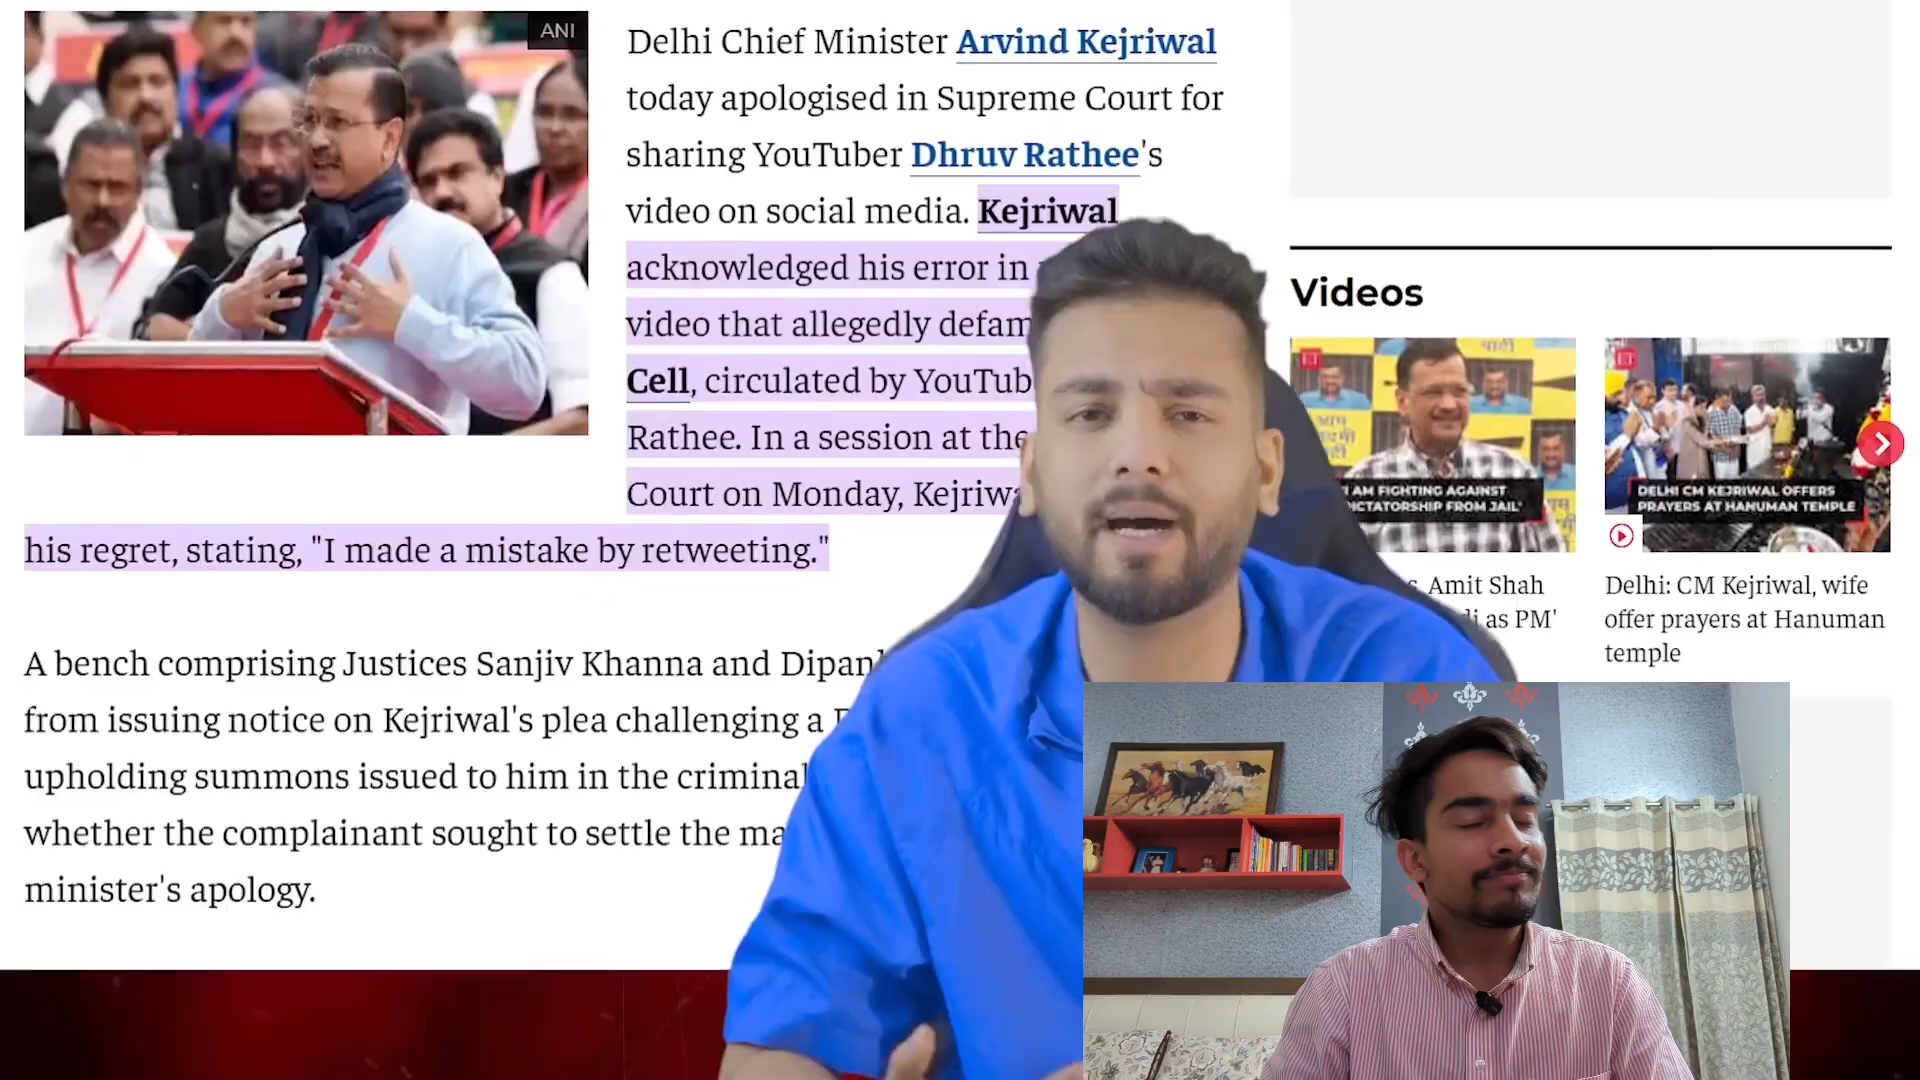 ANI
Delhi Chief Minister Arvind Kejriwal
today apologised in Supreme Court for
sharing YouTuber Dhruv Rathee's
video on social media. Kejriwal
acknowledged his error in
video that allegedly defam
Cell, circulated by YouTub
Rathee. In a session at the
Court on Monday, Kejriwa
his regret, stating, "I made a mistake by retweeting."
A bench comprising Justices Sanjiv Khanna and Dipank
from issuing notice on Kejriwal's plea challenging a
upholding summons issued to him in the criminal
whether the complainant sought to settle the ma
minister's apology.
Videos
ET
I AM FIGHTING AGAINST
DICTATORSHIP FROM JAIL'
Amit Shah
as PM'
ET
DELHI CM KEJRIWAL OFFERS
PRAYERS AT HANUMAN TEMPLE
Delhi: CM Kejriwal, wife
offer prayers at Hanuman
temple